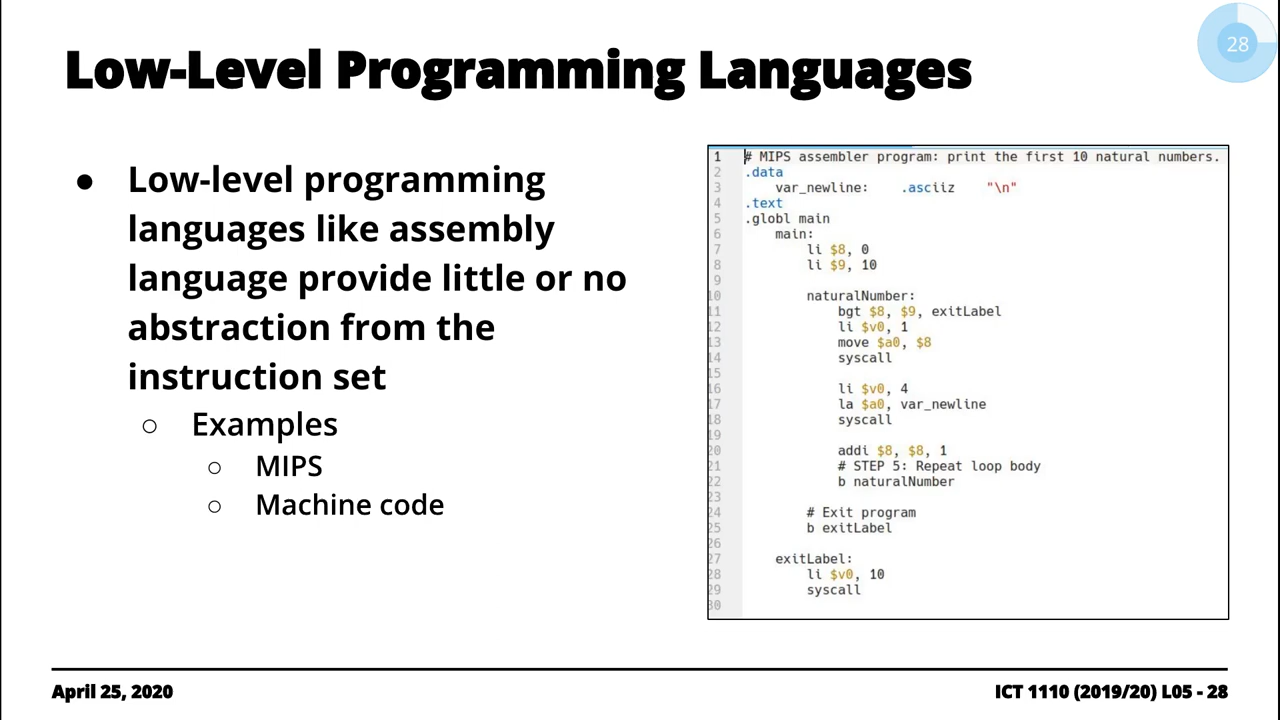 28
Low-Level Programming Languages
● Low-level programming
languages like assembly
language provide little or no
abstraction from the
instruction set
○ Examples
○ MIPS
○ Machine code
1 # MIPS assembler program: print the first 10 natural numbers.
2 .data
3 var_newline: .asciiz "\n"
4 .text
5 .globl main
6 main:
7 li $8, 0
8 li $9, 10
9
10 naturalNumber:
11 bgt $8, $9, exitLabel
12 li $v0, 1
13 move $a0, $8
14 syscall
15
16 li $v0, 4
17 la $a0, var_newline
18 syscall
19
20 addi $8, $8, 1
21 # STEP 5: Repeat loop body
22 b naturalNumber
23
24 # Exit program
25 b exitLabel
26
27 exitLabel:
28 li $v0, 10
29 syscall
30
April 25, 2020
ICT 1110 (2019/20) L05 - 28